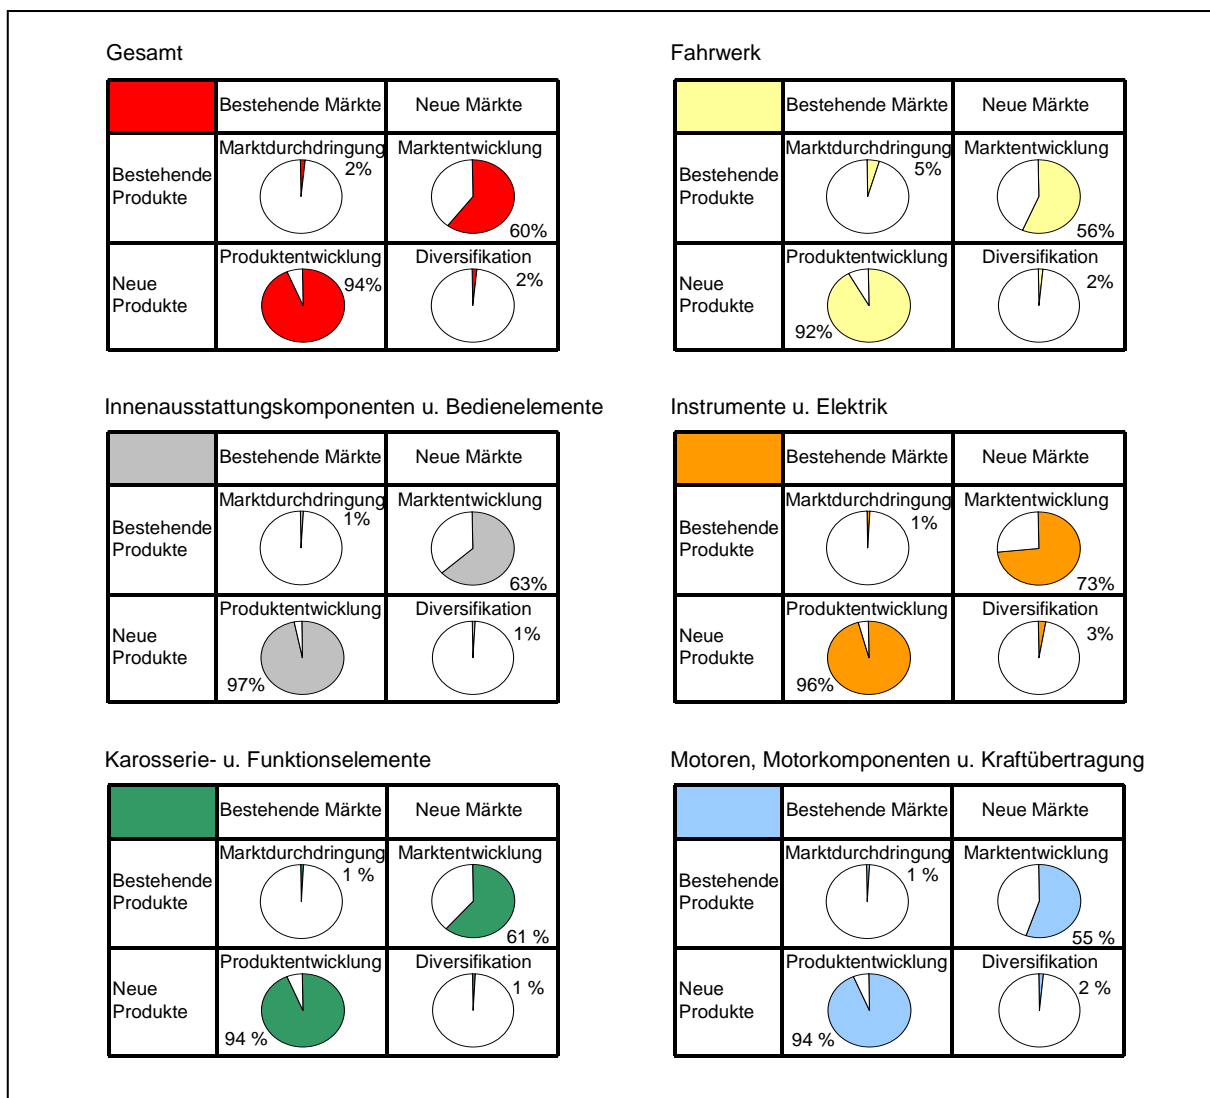 Gesamt
Bestehende Märkte
Neue Märkte
Bestehende
Produkte
Marktdurchdringung
2%
Marktentwicklung
60%
Neue
Produkte
Produktentwicklung
94%
Diversifikation
2%
Fahrwerk
Bestehende Märkte
Neue Märkte
Bestehende
Produkte
Marktdurchdringung
5%
Marktentwicklung
56%
Neue
Produkte
Produktentwicklung
92%
Diversifikation
2%
Innenausstattungskomponenten u. Bedienelemente
Bestehende Märkte
Neue Märkte
Bestehende
Produkte
Marktdurchdringung
1%
Marktentwicklung
63%
Neue
Produkte
Produktentwicklung
97%
Diversifikation
1%
Instrumente u. Elektrik
Bestehende Märkte
Neue Märkte
Bestehende
Produkte
Marktdurchdringung
1%
Marktentwicklung
73%
Neue
Produkte
Produktentwicklung
96%
Diversifikation
3%
Karosserie- u. Funktionselemente
Bestehende Märkte
Neue Märkte
Bestehende
Produkte
Marktdurchdringung
1 %
Marktentwicklung
61 %
Neue
Produkte
Produktentwicklung
94 %
Diversifikation
1 %
Motoren, Motorkomponenten u. Kraftübertragung
Bestehende Märkte
Neue Märkte
Bestehende
Produkte
Marktdurchdringung
1 %
Marktentwicklung
55 %
Neue
Produkte
Produktentwicklung
94 %
Diversifikation
2 %